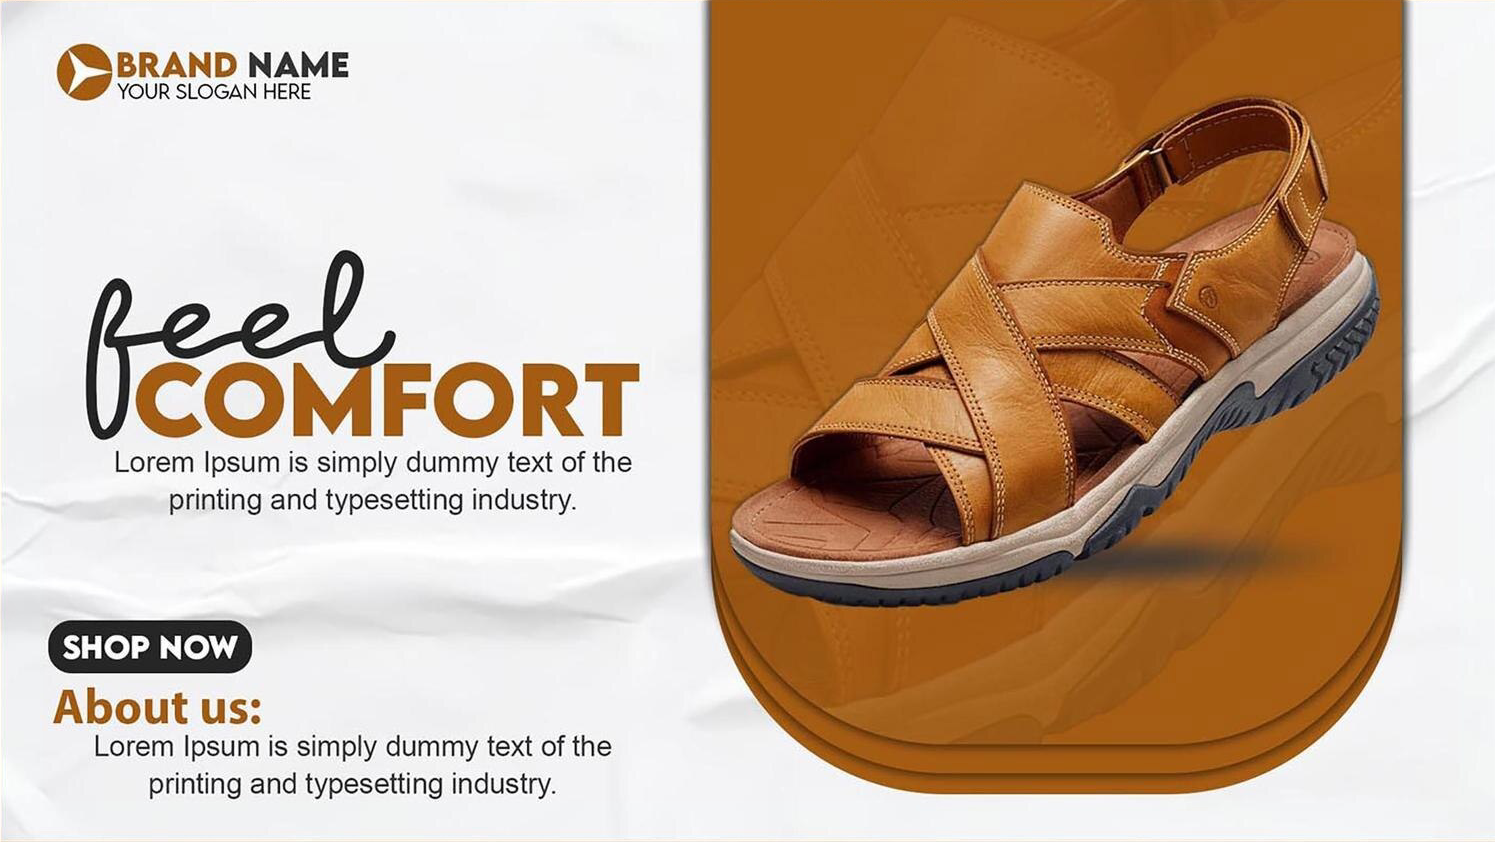 BRAND NAME
YOUR SLOGAN HERE
feel
COMFORT
Lorem Ipsum is simply dummy text of the
printing and typesetting industry.
SHOP NOW
About us:
Lorem Ipsum is simply dummy text of the
printing and typesetting industry.